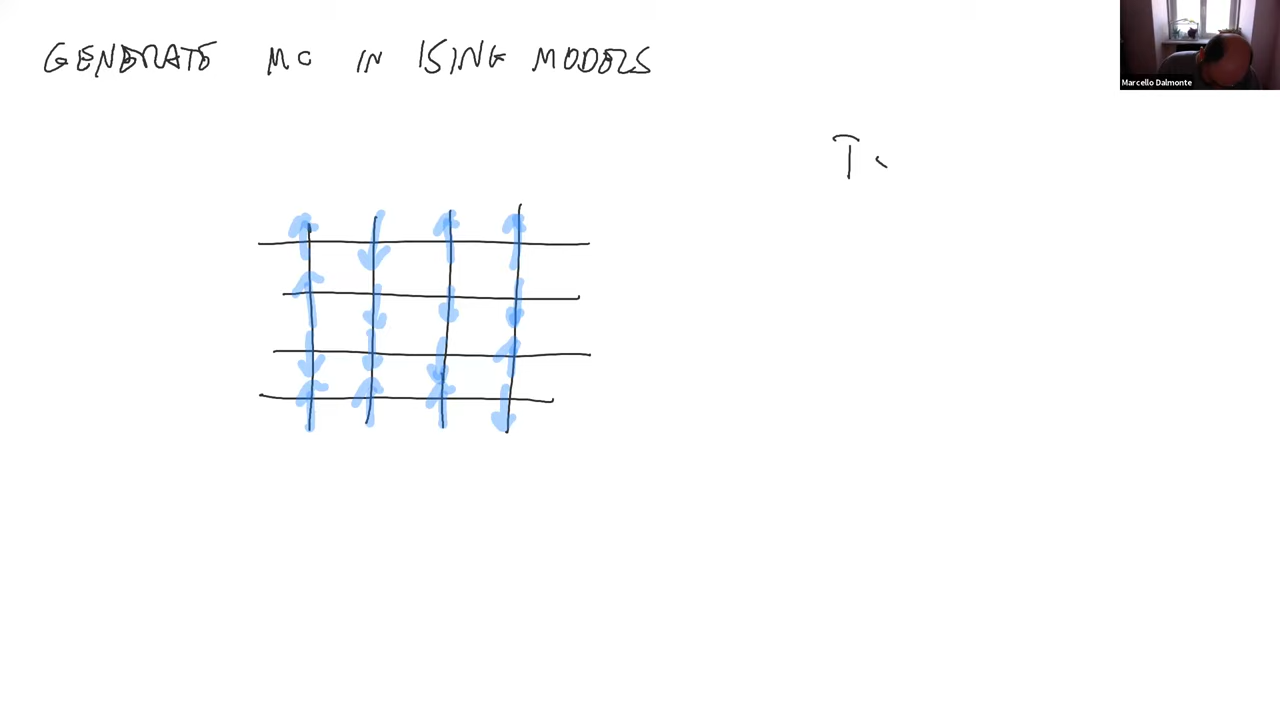 GENERATE MC IN ISING MODELS
Marcello Dalmonte
T <